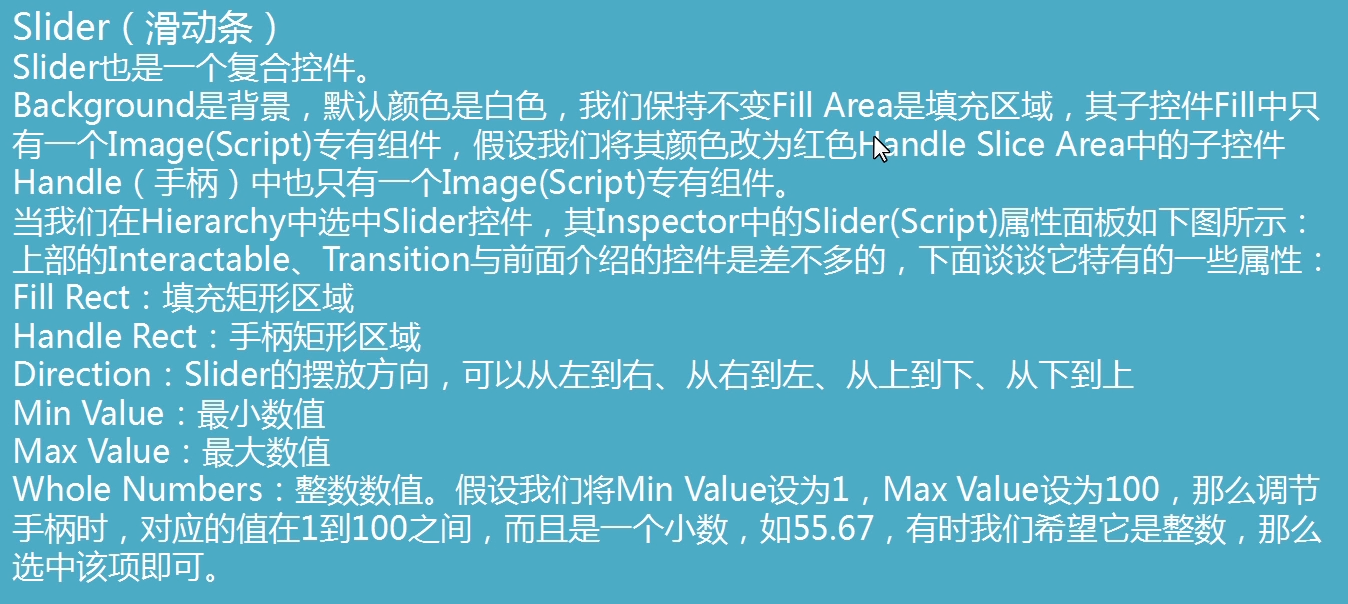 Slider（滑动条）
Slider也是一个复合控件。
Background是背景，默认颜色是白色，我们保持不变Fill Area是填充区域，其子控件Fill中只
有一个Image(Script)专有组件，假设我们将其颜色改为红色Handle Slice Area中的子控件
Handle（手柄）中也只有一个Image(Script)专有组件。
当我们在Hierarchy中选中Slider控件，其Inspector中的Slider(Script)属性面板如下图所示：
上部的Interactable、Transition与前面介绍的控件是差不多的，下面谈谈它特有的一些属性：
Fill Rect：填充矩形区域
Handle Rect：手柄矩形区域
Direction：Slider的摆放方向，可以从左到右、从右到左、从上到下、从下到上
Min Value：最小数值
Max Value：最大数值
Whole Numbers：整数数值。假设我们将Min Value设为1，Max Value设为100，那么调节
手柄时，对应的值在1到100之间，而且是一个小数，如55.67，有时我们希望它是整数，那么
选中该项即可。